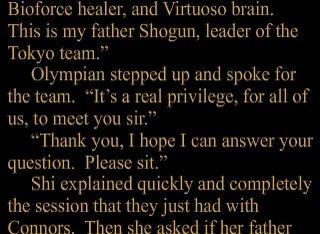 Bioforce healer, and Virtuoso brain.
This is my father Shogun, leader of the
Tokyo team.”
Olympian stepped up and spoke for
the team.  “It’s a real privilege, for all of
us, to meet you sir.”
“Thank you, I hope I can answer your
question.  Please sit.”
Shi explained quickly and completely
the session that they just had with
Connors.  Then she asked if her father